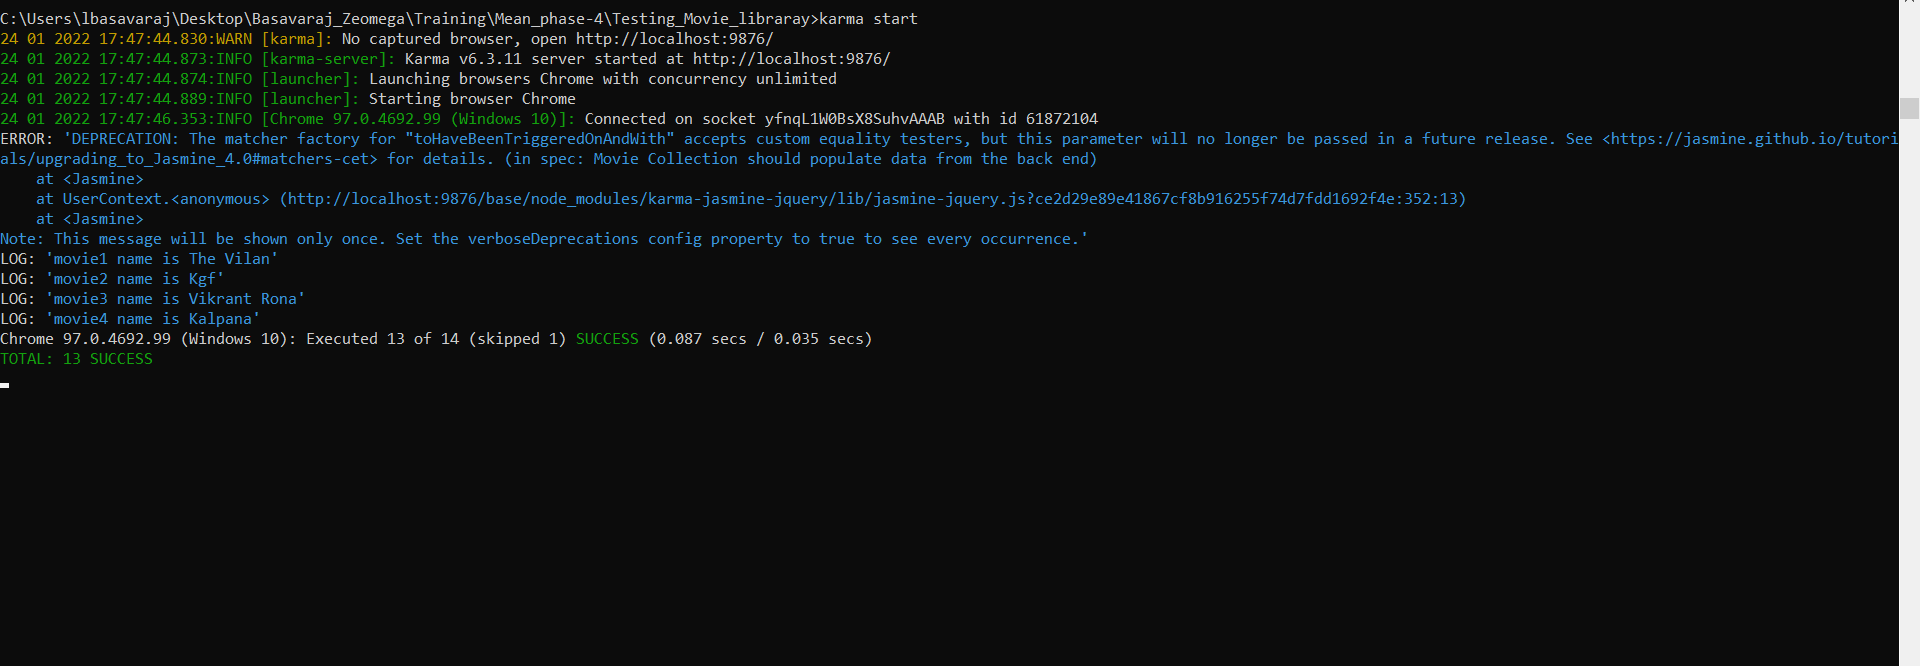 C:\Users\lbasavaraj\Desktop\Basavaraj_Zeomega\Training\Mean_phase-4\Testing_Movie_libraray>karma start
24 01 2022 17:47:44.830:WARN [karma]: No captured browser, open http://localhost:9876/
24 01 2022 17:47:44.873:INFO [karma-server]: Karma v6.3.11 server started at http://localhost:9876/
24 01 2022 17:47:44.874:INFO [launcher]: Launching browsers Chrome with concurrency unlimited
24 01 2022 17:47:44.889:INFO [launcher]: Starting browser Chrome
24 01 2022 17:47:46.353:INFO [Chrome 97.0.4692.99 (Windows 10)]: Connected on socket yfnqL1W0BsX8SuhvAAAB with id 61872104
ERROR: 'DEPRECATION: The matcher factory for "toHaveBeenTriggeredOnAndWith" accepts custom equality testers, but this parameter will no longer be passed in a future release. See <https://jasmine.github.io/tutori
als/upgrading_to_Jasmine_4.0#matchers-cet> for details. (in spec: Movie Collection should populate data from the back end)
    at <Jasmine>
    at UserContext.<anonymous> (http://localhost:9876/base/node_modules/karma-jasmine-jquery/lib/jasmine-jquery.js?ce2d29e89e41867cf8b916255f74d7fdd1692f4e:352:13)
    at <Jasmine>
Note: This message will be shown only once. Set the verboseDeprecations config property to true to see every occurrence.'
LOG: 'movie1 name is The Vilan'
LOG: 'movie2 name is Kgf'
LOG: 'movie3 name is Vikrant Rona'
LOG: 'movie4 name is Kalpana'
Chrome 97.0.4692.99 (Windows 10): Executed 13 of 14 (skipped 1) SUCCESS (0.087 secs / 0.035 secs)
TOTAL: 13 SUCCESS